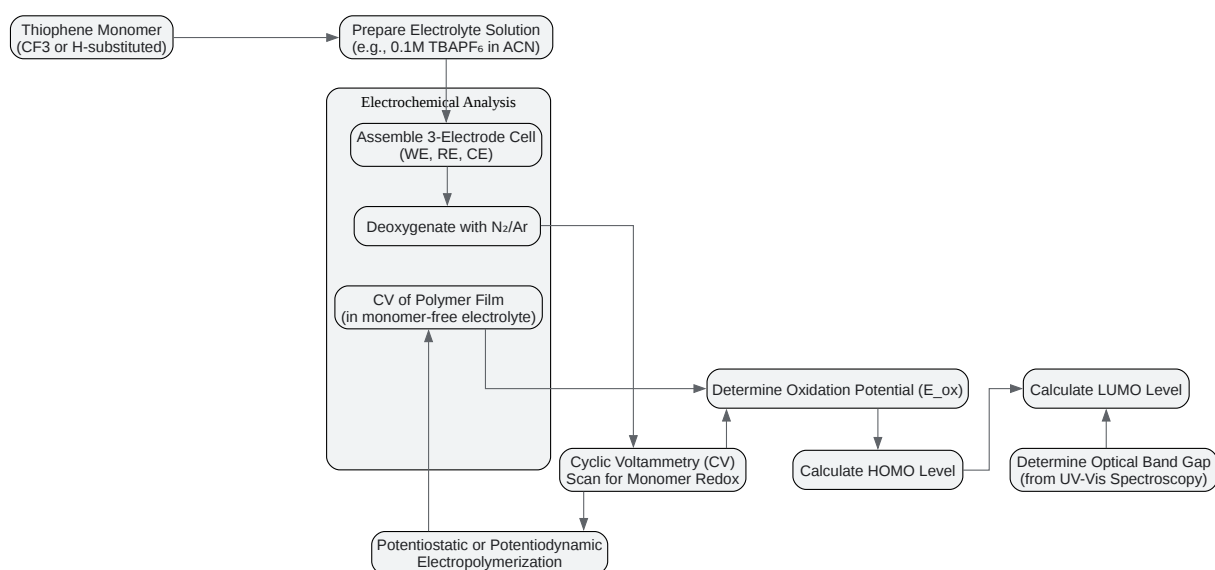 Thiophene Monomer
(CF3 or H-substituted)
Prepare Electrolyte Solution
(e.g., 0.1M TBAPF₆ in ACN)
Electrochemical Analysis
Assemble 3-Electrode Cell
(WE, RE, CE)
Deoxygenate with N₂/Ar
CV of Polymer Film
(in monomer-free electrolyte)
Determine Oxidation Potential (E_ox)
Calculate LUMO Level
Cyclic Voltammetry (CV)
Scan for Monomer Redox
Calculate HOMO Level
Determine Optical Band Gap
(from UV-Vis Spectroscopy)
Potentiostatic or Potentiodynamic
Electropolymerization